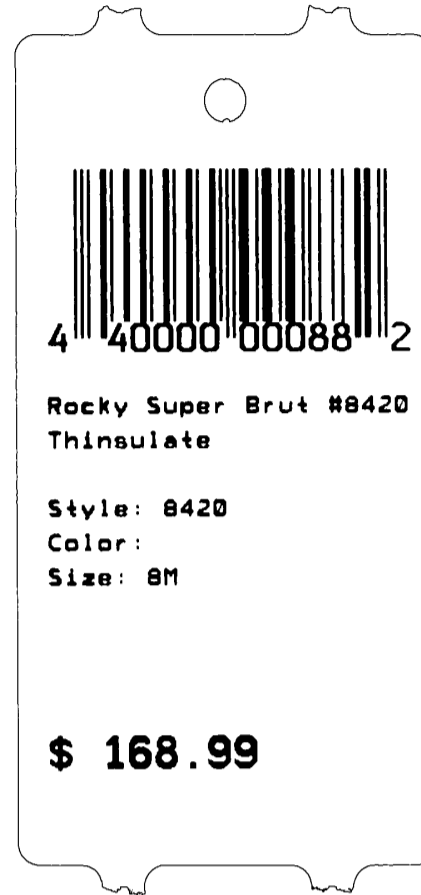 4 40000 00088 2
Rocky Super Brut #8420
Thinsulate
Style: 8420
Color:
Size: 8M
$ 168.99